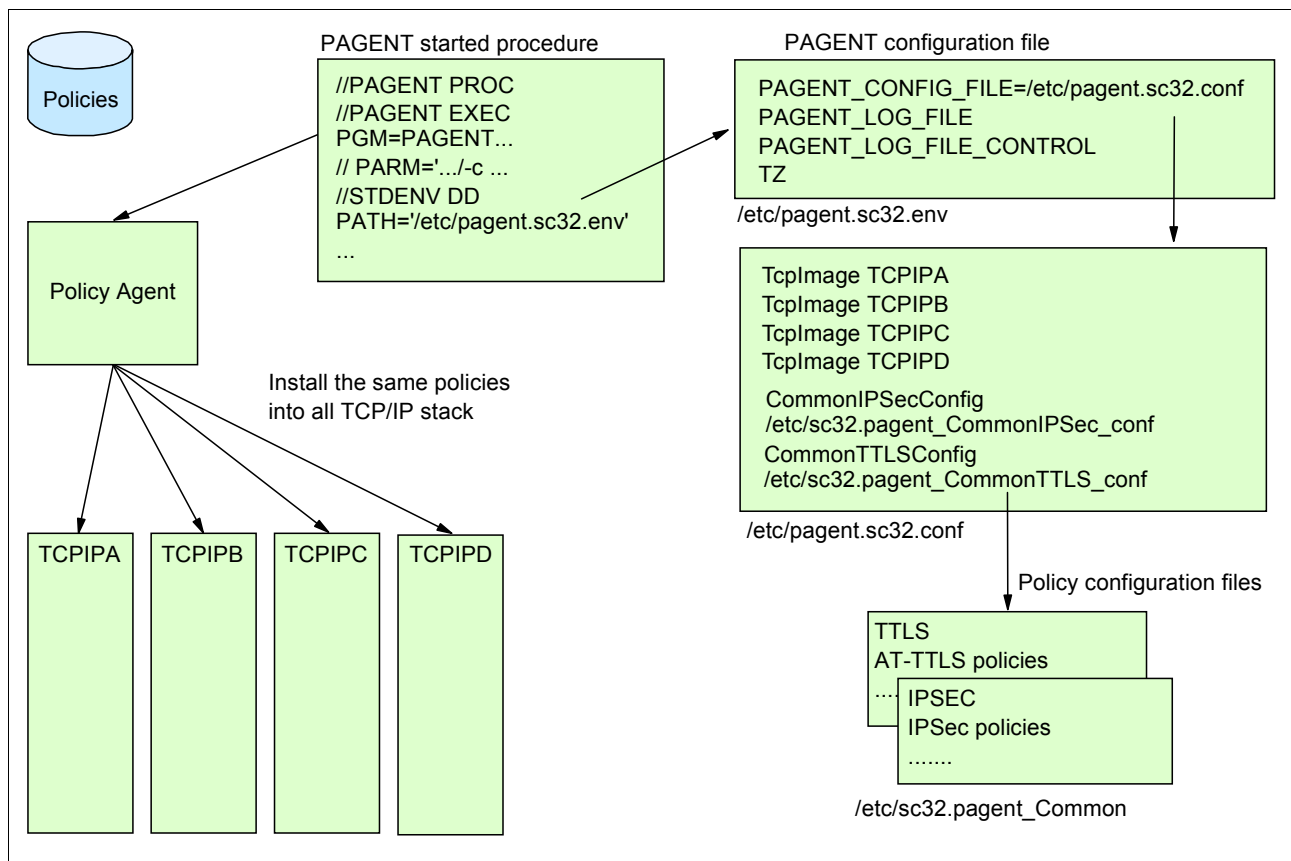 Policies
PAGENT started procedure
//PAGENT PROC
//PAGENT EXEC
PGM=PAGENT...
// PARM='.../-c ...
//STDENV DD
PATH='/etc/pagent.sc32.env'
...
PAGENT configuration file
PAGENT_CONFIG_FILE=/etc/pagent.sc32.conf
PAGENT_LOG_FILE
PAGENT_LOG_FILE_CONTROL
TZ
/etc/pagent.sc32.env
Policy Agent
Install the same policies
into all TCP/IP stack
TCPIPA
TCPIPB
TCPIPC
TCPIPD
TcpImage TCPIPA
TcpImage TCPIPB
TcpImage TCPIPC
TcpImage TCPIPD
CommonIPSecConfig
/etc/sc32.pagent_CommonIPSec_conf
CommonTTLSConfig
/etc/sc32.pagent_CommonTTLS_conf
/etc/pagent.sc32.conf
Policy configuration files
TTLS
AT-TTLS policies
....
IPSEC
IPSec policies
.......
/etc/sc32.pagent_Common